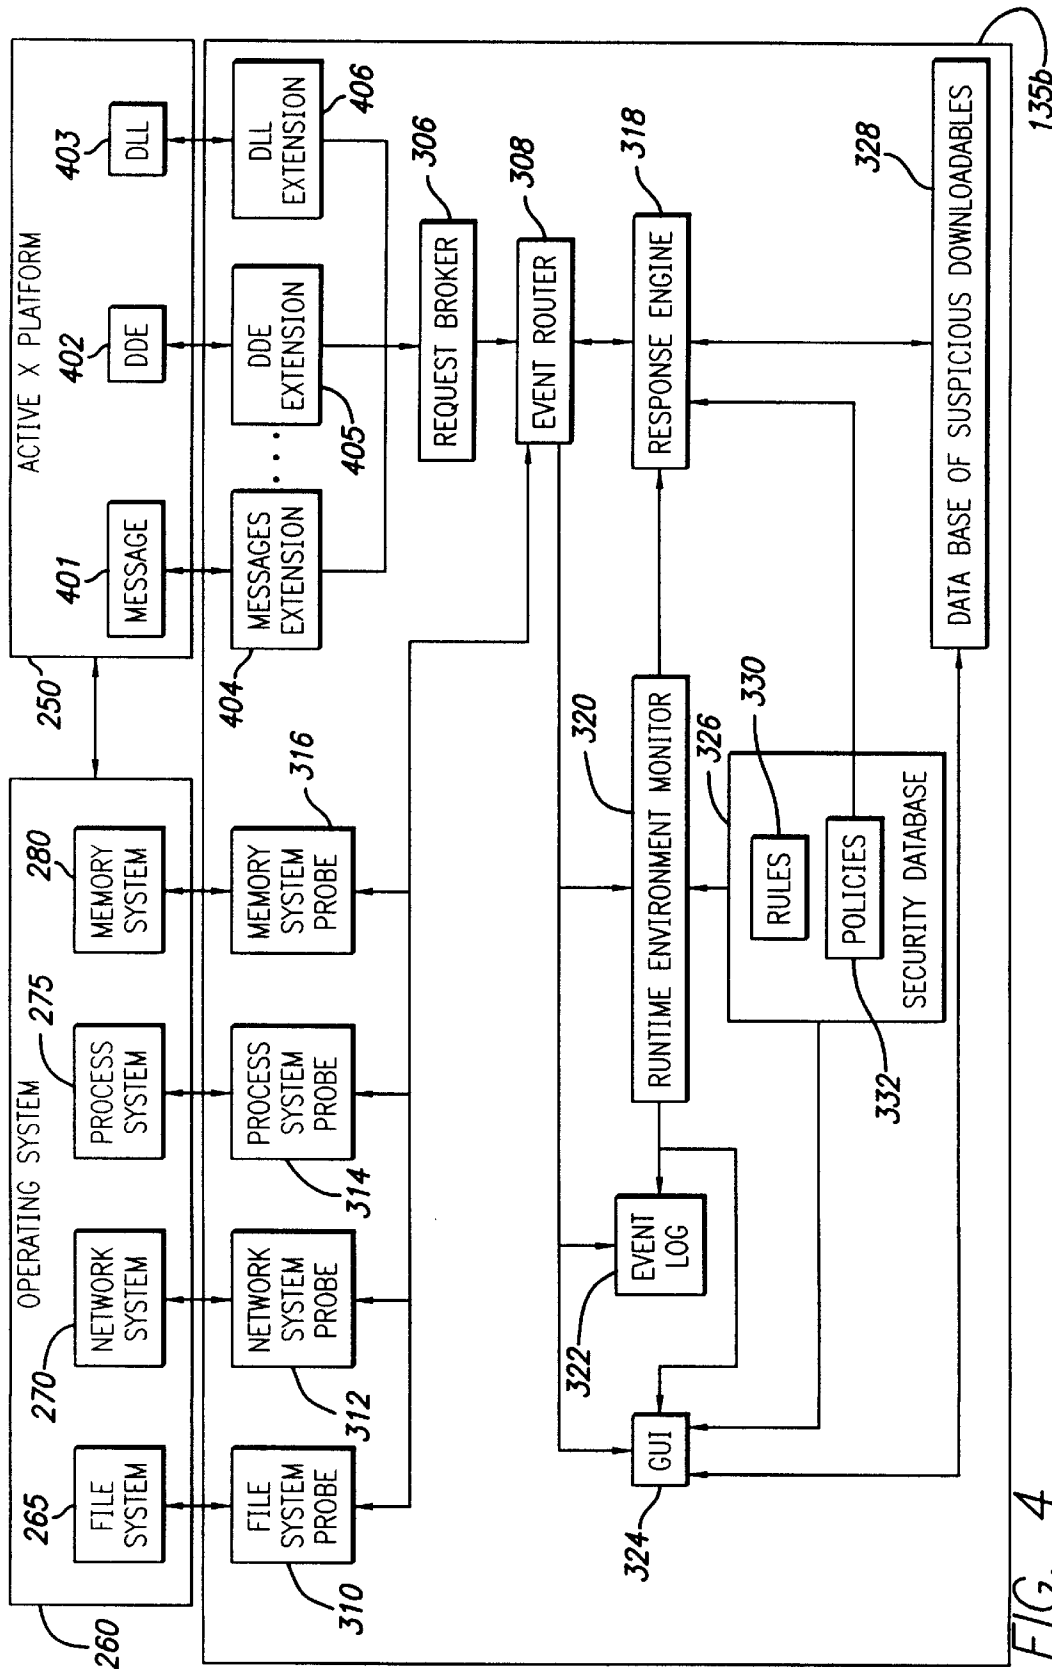 260
OPERATING SYSTEM
265
FILE
SYSTEM
270
NETWORK
SYSTEM
275
PROCESS
SYSTEM
280
MEMORY
SYSTEM
250
ACTIVE X PLATFORM
401
MESSAGE
402
DDE
403
DLL
310
FILE
SYSTEM
PROBE
312
NETWORK
SYSTEM
PROBE
314
PROCESS
SYSTEM
PROBE
316
MEMORY
SYSTEM
PROBE
404
MESSAGES
EXTENSION
405
DDE
EXTENSION
406
DLL
EXTENSION
306
REQUEST BROKER
308
EVENT
ROUTER
324
GUI
322
EVENT
LOG
320
RUNTIME ENVIRONMENT MONITOR
318
RESPONSE ENGINE
326
330
RULES
332
POLICIES
SECURITY DATABASE
328
DATA BASE OF SUSPICIOUS DOWNLOADABLES
135b
FIG. 4